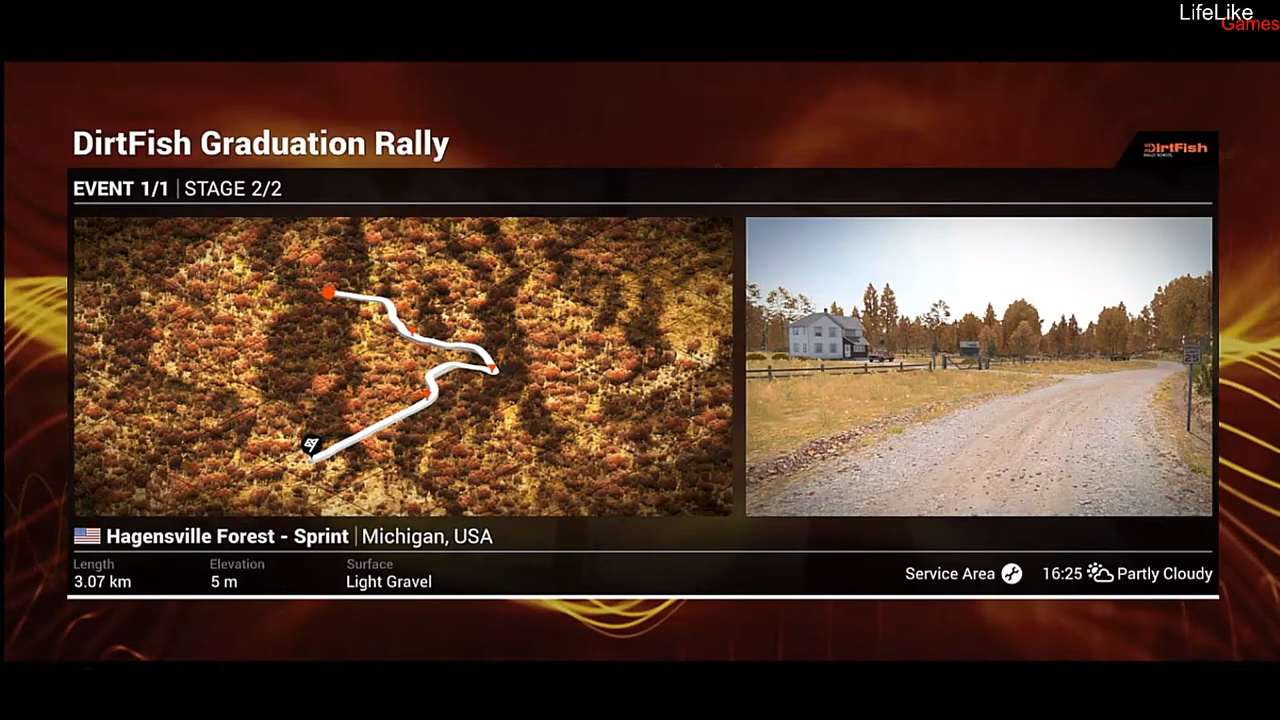 LifeLike
Games
DirtFish Graduation Rally
DirtFish
EVENT 1/1 | STAGE 2/2
Hagensville Forest - Sprint | Michigan, USA
Length
3.07 km
Elevation
5 m
Surface
Light Gravel
Service Area
16:25
Partly Cloudy